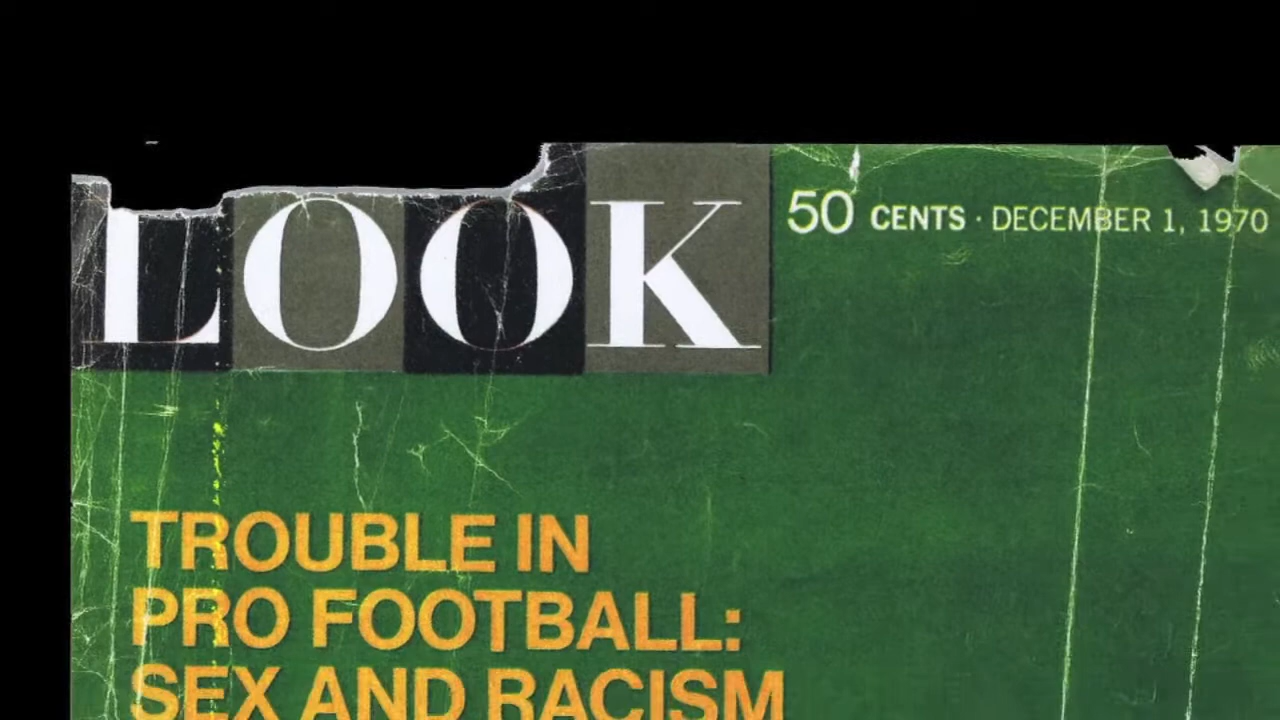 LOOK
50 CENTS · DECEMBER 1, 1970
TROUBLE IN
PRO FOOTBALL:
SEX AND RACISM